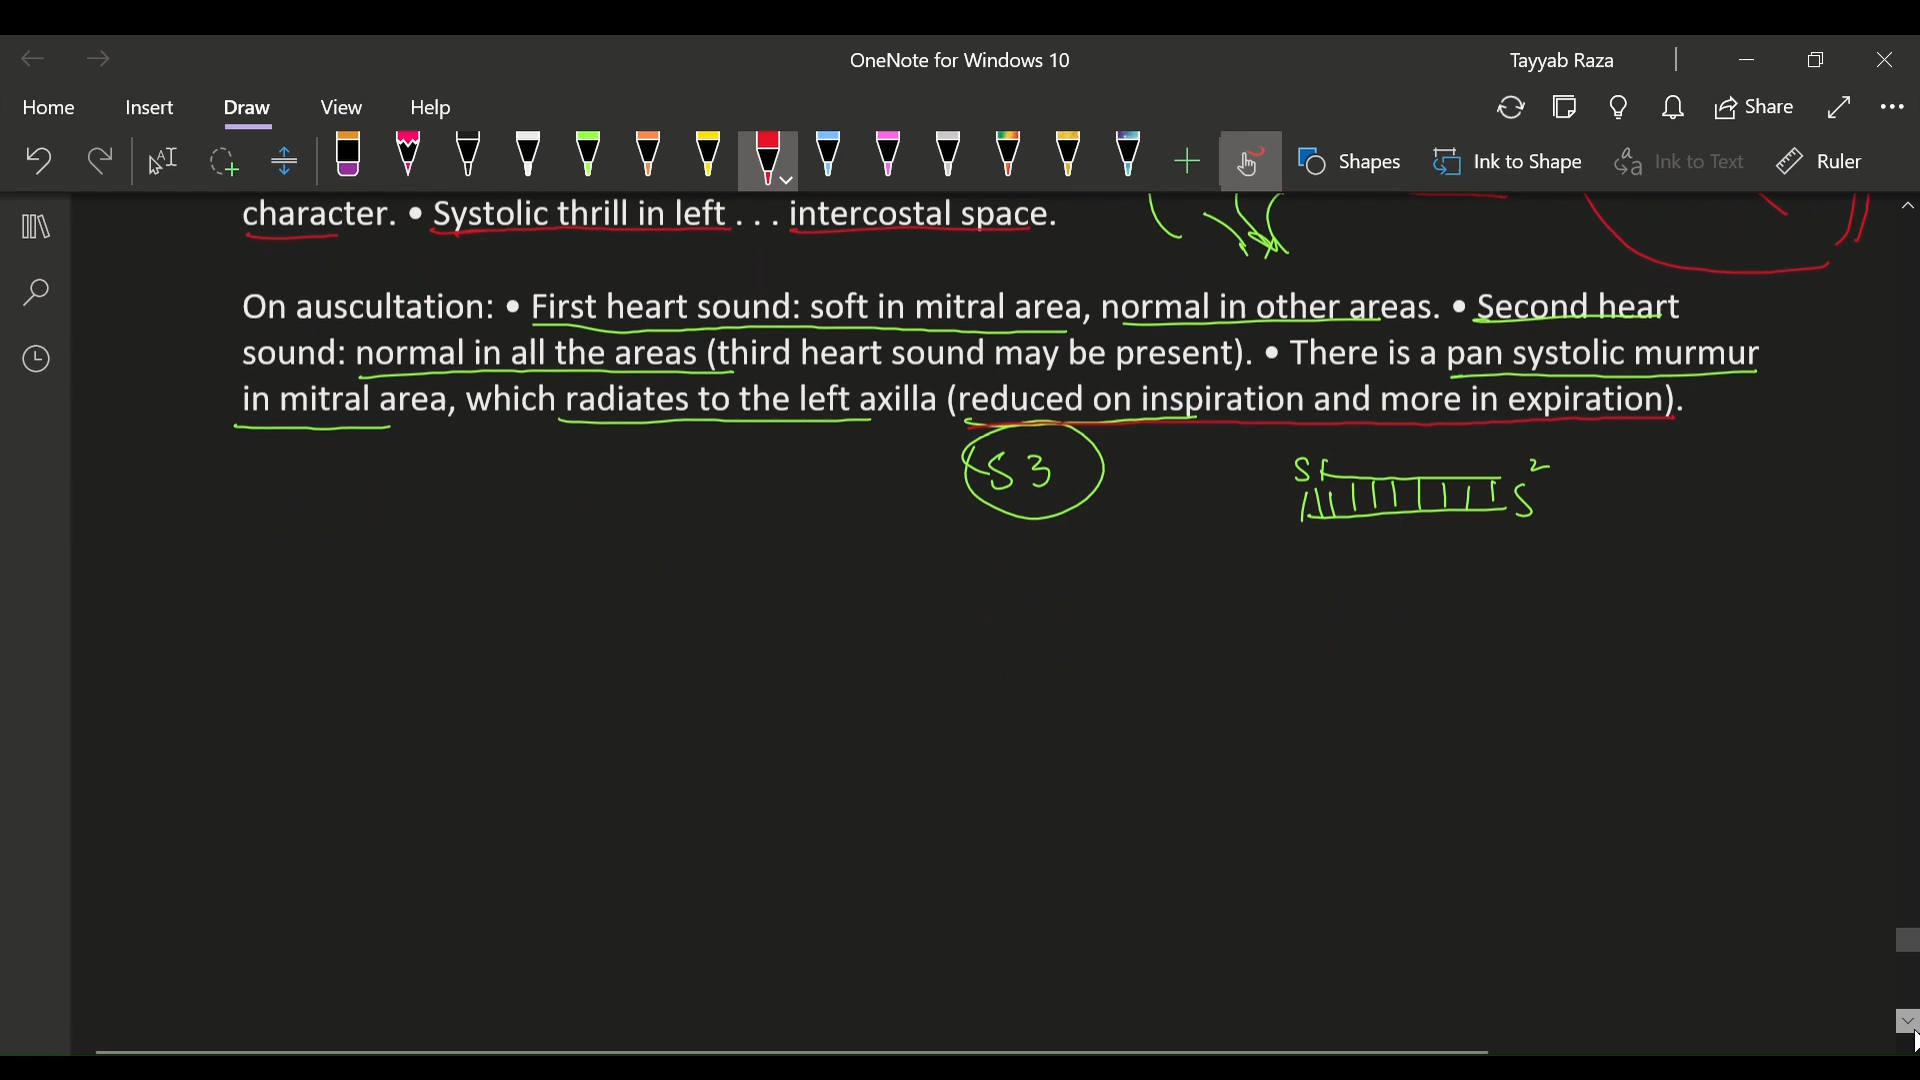 OneNote for Windows 10
Tayyab Raza
Home Insert Draw View Help
Share
Shapes Ink to Shape Ink to Text Ruler
character. • Systolic thrill in left . . . intercostal space.
On auscultation: • First heart sound: soft in mitral area, normal in other areas. • Second heart
sound: normal in all the areas (third heart sound may be present). • There is a pan systolic murmur
in mitral area, which radiates to the left axilla (reduced on inspiration and more in expiration).
S3
S1 S2